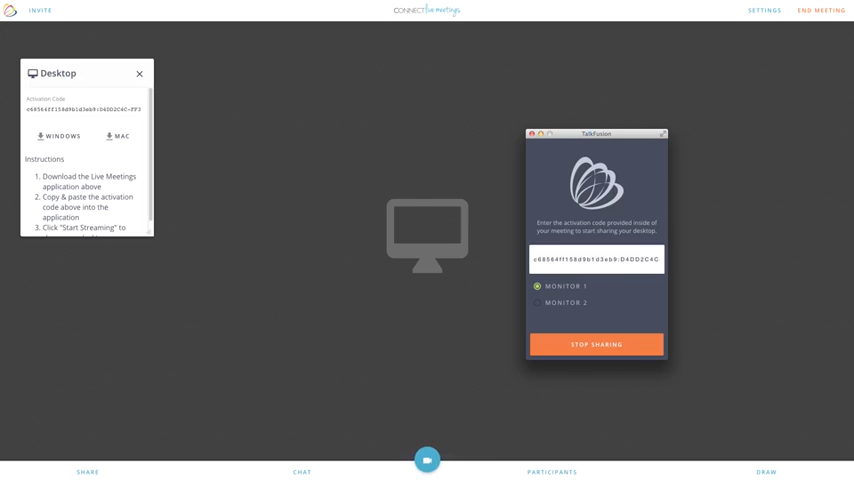 INVITE
CONNECT live meetings
SETTINGS
END MEETING
Desktop
Activation Code
WINDOWS
MAC
Instructions
1. Download the Live Meetings
application above
2. Copy & paste the activation
code above into the
application
3. Click "Start Streaming" to
TalkFusion
Enter the activation code provided inside of
your meeting to start sharing your desktop.
c68564ff158d9b1d3eb9:D4DD2C4C
MONITOR 1
MONITOR 2
STOP SHARING
SHARE
CHAT
PARTICIPANTS
DRAW